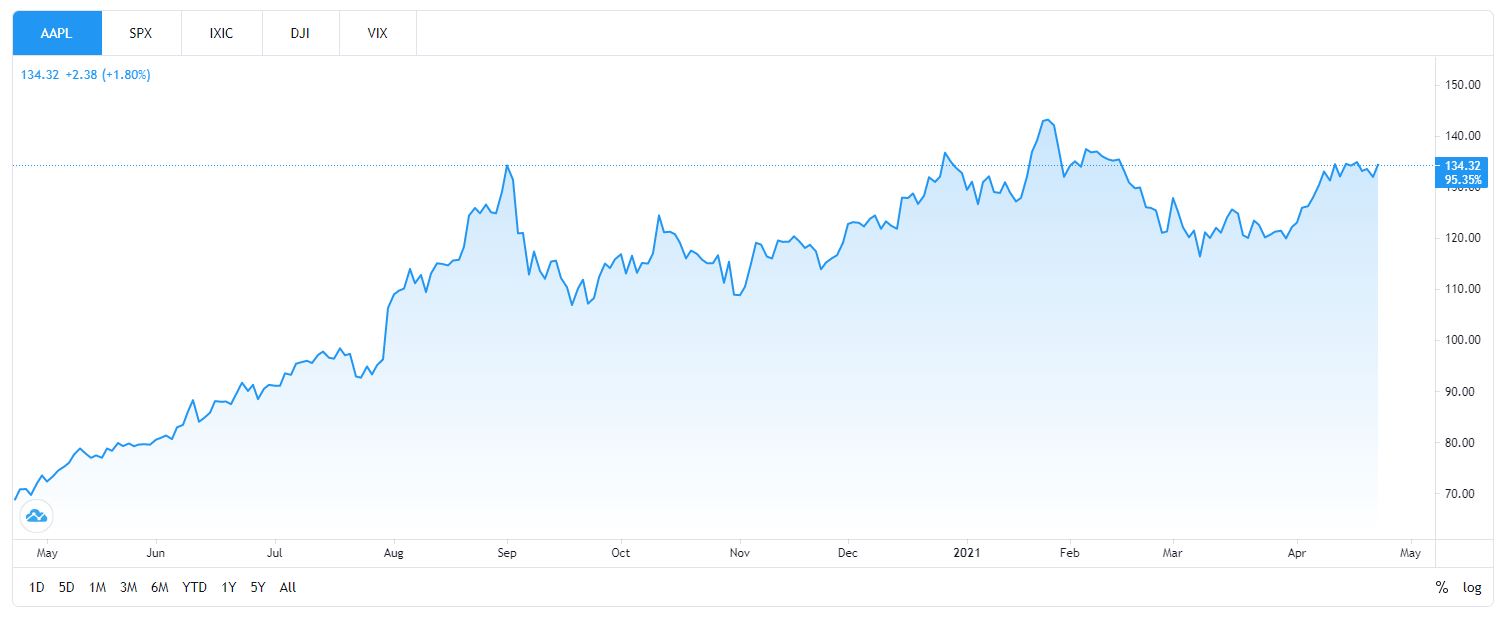 AAPL SPX IXIC DJI VIX
134.32 +2.38 (+1.80%)
150.00
140.00
134.32
95.35%
130.00
120.00
110.00
100.00
90.00
80.00
70.00
May Jun Jul Aug Sep Oct Nov Dec 2021 Feb Mar Apr May
1D 5D 1M 3M 6M YTD 1Y 5Y All % log